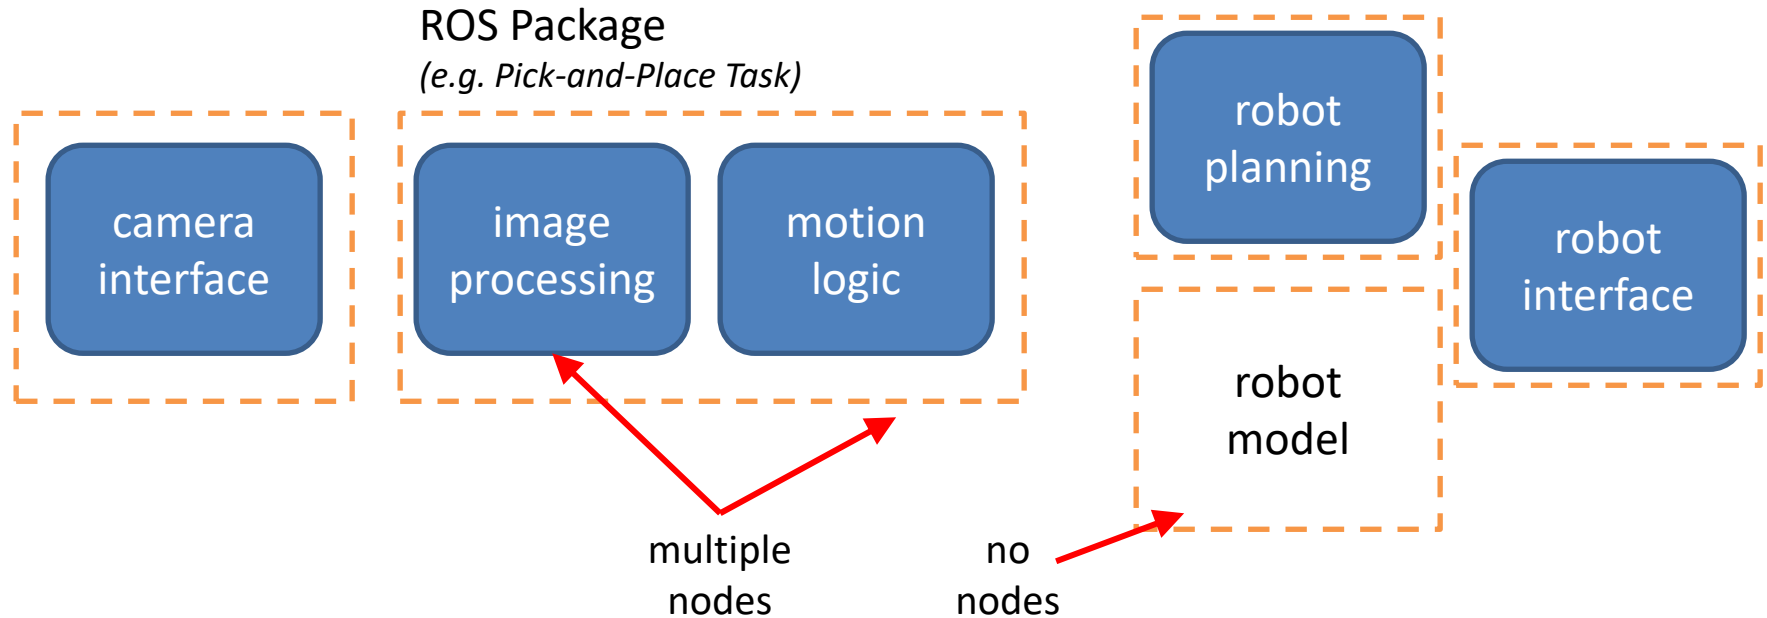 ROS Package
(e.g. Pick-and-Place Task)
camera
interface
image
processing
motion
logic
robot
planning
robot
interface
robot
model
multiple
nodes
no
nodes